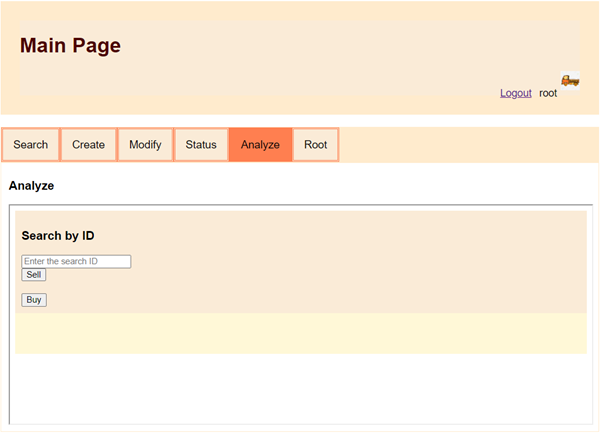 Main Page
Logout root
Search Create Modify Status Analyze Root
Analyze
Search by ID
Enter the search ID
Sell
Buy